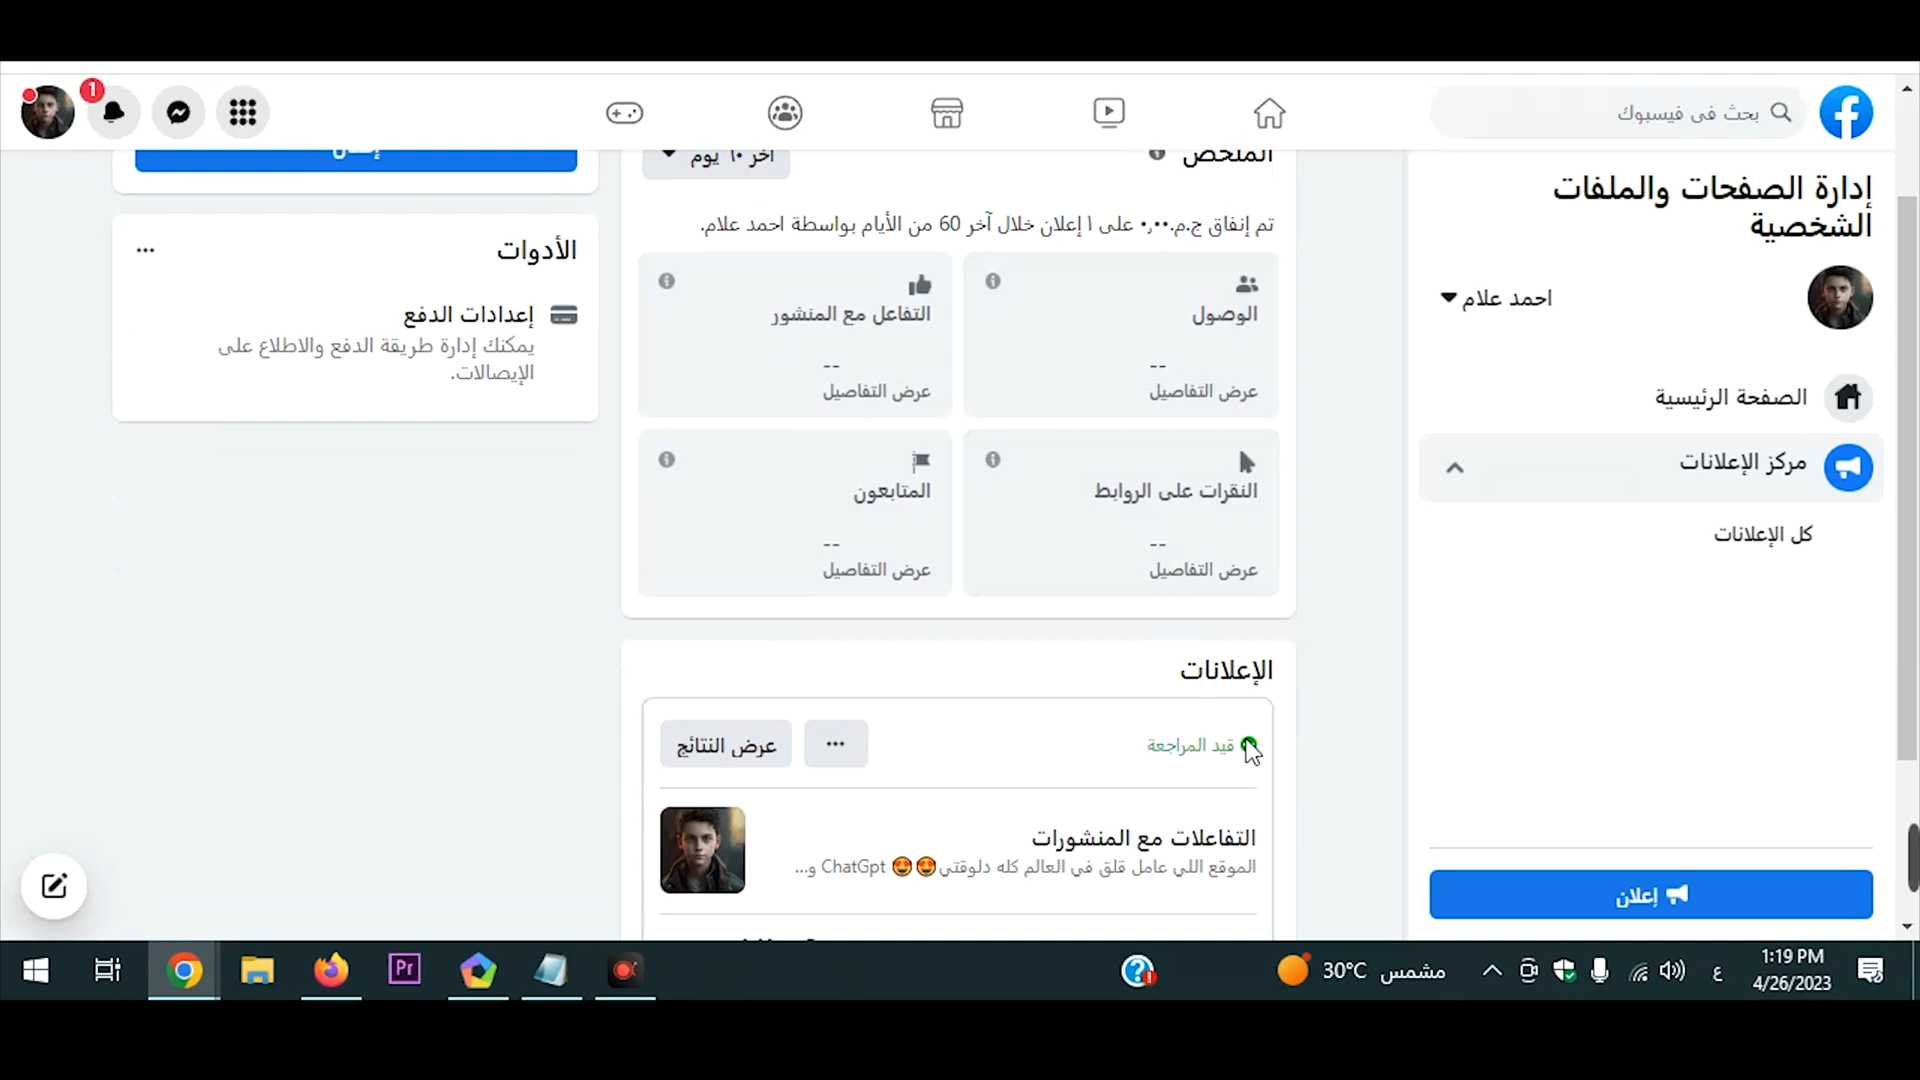 بحث في فيسبوك
1
إدارة الصفحات والملفات
الشخصية
احمد علام
الصفحة الرئيسية
مركز الإعلانات
كل الإعلانات
إعلان
الملخص
آخر ٦٠ يوم
تم إنفاق ج.م.٠٫٠٠ على ١ إعلان خلال آخر 60 من الأيام بواسطة احمد علام.
الوصول
--
عرض التفاصيل
التفاعل مع المنشور
--
عرض التفاصيل
النقرات على الروابط
--
عرض التفاصيل
المتابعون
--
عرض التفاصيل
الإعلانات
قيد المراجعة
عرض النتائج
التفاعلات مع المنشورات
الموقع اللي عامل قلق في العالم كله دلوقتي😍😍 ChatGpt و...
الأدوات
إعدادات الدفع
يمكنك إدارة طريقة الدفع والاطلاع على
الإيصالات.
Pr
30°C مشمس
ع
1:19 PM
4/26/2023